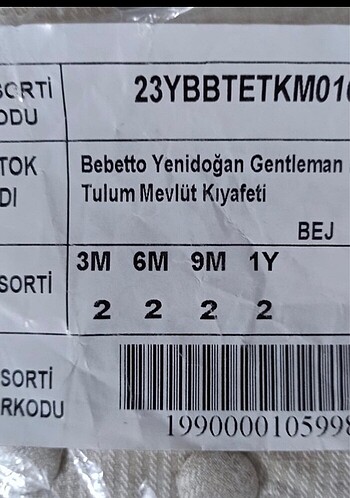 SORTİ 23YBBTETKM01
ODU
TOK Bebetto Yenidoğan Gentleman
DI Tulum Mevlüt Kıyafeti
BEJ
3M 6M 9M 1Y
SORTİ
2 2 2 2
SORTİ
RKODU
1990000105998